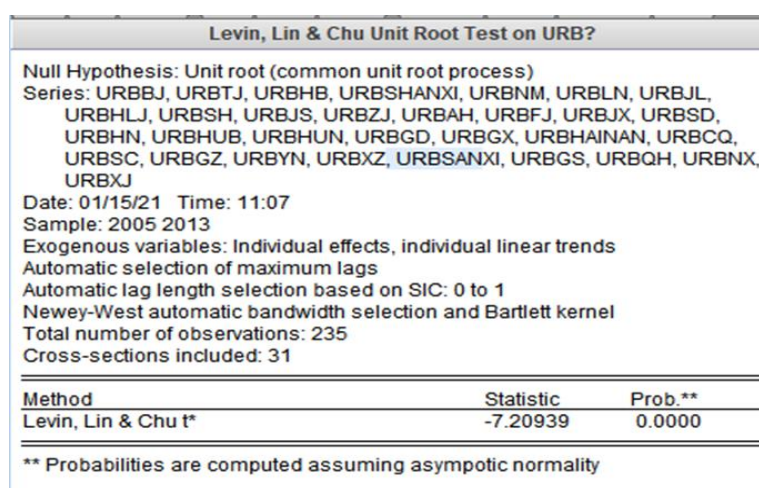 Levin, Lin & Chu Unit Root Test on URB?
Null Hypothesis: Unit root (common unit root process)
Series: URBBJ, URBTJ, URBHB, URBSHANXI, URBNM, URBLN, URBJL,
URBHLJ, URBSH, URBJS, URBZJ, URBAH, URBFJ, URBJX, URBSD,
URBHN, URBHUB, URBHUN, URBGD, URBGX, URBHAINAN, URBCQ,
URBSC, URBGZ, URBYN, URBXZ, URBSANXI, URBGS, URBQH, URBNX,
URBXJ
Date: 01/15/21 Time: 11:07
Sample: 2005 2013
Exogenous variables: Individual effects, individual linear trends
Automatic selection of maximum lags
Automatic lag length selection based on SIC: 0 to 1
Newey-West automatic bandwidth selection and Bartlett kernel
Total number of observations: 235
Cross-sections included: 31
Method Statistic Prob.**
Levin, Lin & Chu t* -7.20939 0.0000
** Probabilities are computed assuming asympotic normality